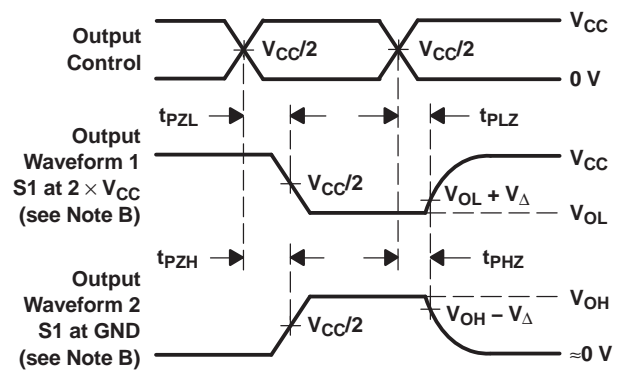 Output
Control
VCC/2
VCC/2
VCC
0 V
tPZL
tPLZ
Output
Waveform 1
S1 at 2 × VCC
(see Note B)
VCC/2
VCC
VOL + VΔ
VOL
tPZH
tPHZ
Output
Waveform 2
S1 at GND
(see Note B)
VCC/2
VOH
VOH − VΔ
≈0 V